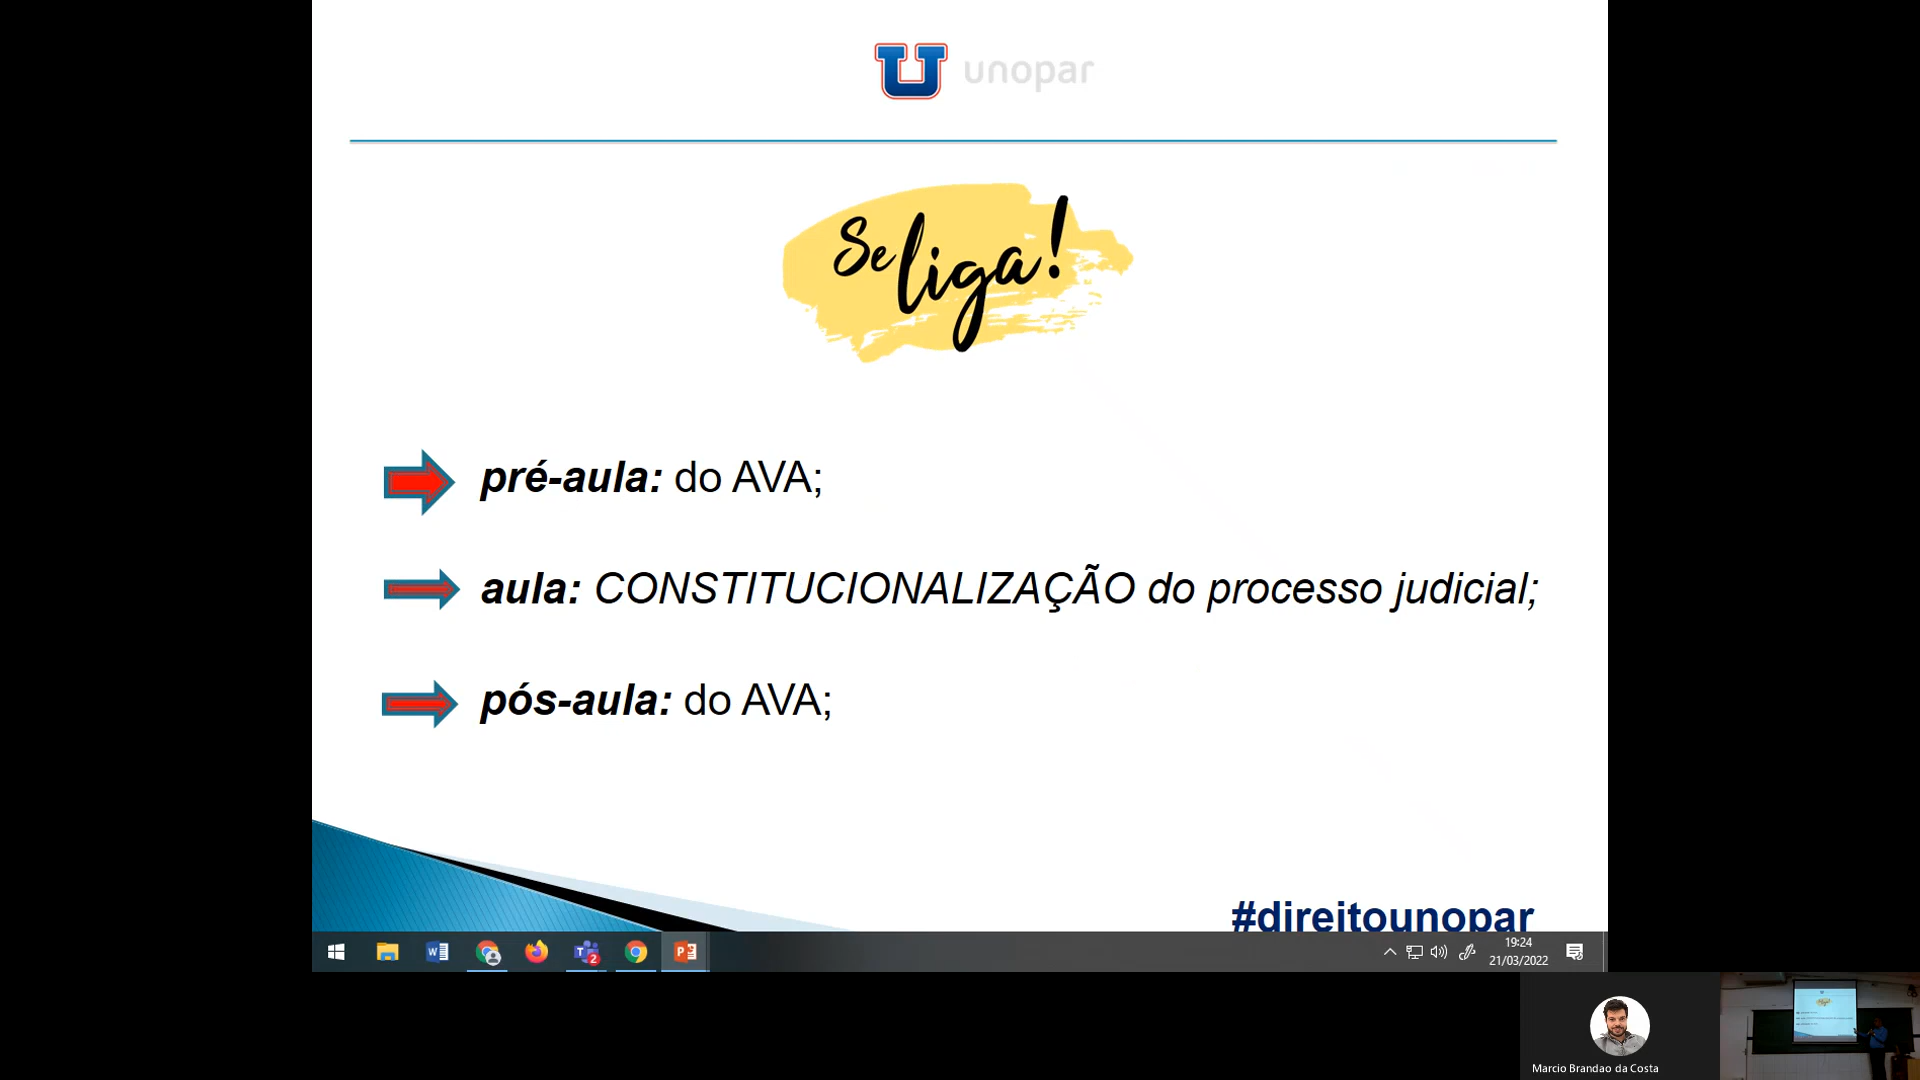 unopar
Se liga!
pré-aula: do AVA;
aula: CONSTITUCIONALIZAÇÃO do processo judicial;
pós-aula: do AVA;
#direitounopar
2
19:24
21/03/2022
Marcio Brandao da Costa